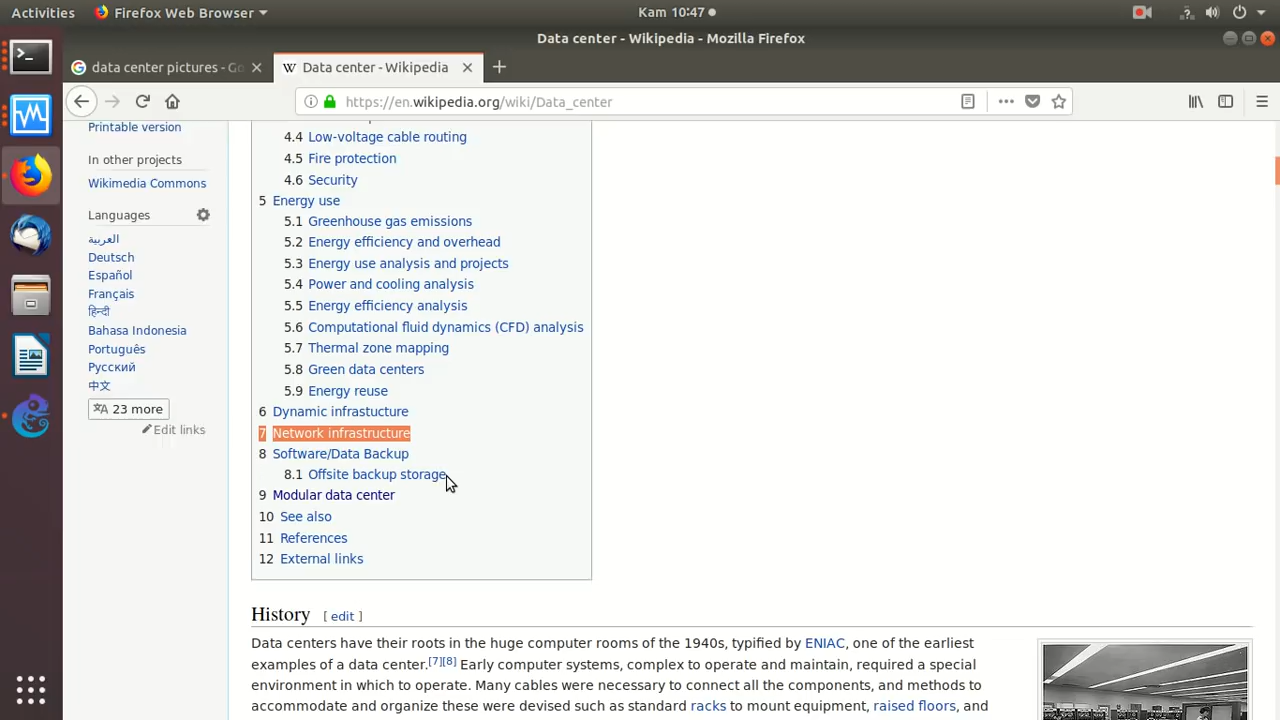 Activities Firefox Web Browser Kam 10:47
Data center - Wikipedia - Mozilla Firefox
data center pictures - Go
Data center - Wikipedia
https://en.wikipedia.org/wiki/Data_center
Printable version
In other projects
Wikimedia Commons
Languages
العربية
Deutsch
Español
Français
हिन्दी
Bahasa Indonesia
Português
Русский
中文
23 more
Edit links
4.4 Low-voltage cable routing
4.5 Fire protection
4.6 Security
5 Energy use
5.1 Greenhouse gas emissions
5.2 Energy efficiency and overhead
5.3 Energy use analysis and projects
5.4 Power and cooling analysis
5.5 Energy efficiency analysis
5.6 Computational fluid dynamics (CFD) analysis
5.7 Thermal zone mapping
5.8 Green data centers
5.9 Energy reuse
6 Dynamic infrastucture
7 Network infrastructure
8 Software/Data Backup
8.1 Offsite backup storage
9 Modular data center
10 See also
11 References
12 External links
History [ edit ]
Data centers have their roots in the huge computer rooms of the 1940s, typified by ENIAC, one of the earliest
examples of a data center.[7][8] Early computer systems, complex to operate and maintain, required a special
environment in which to operate. Many cables were necessary to connect all the components, and methods to
accommodate and organize these were devised such as standard racks to mount equipment, raised floors, and